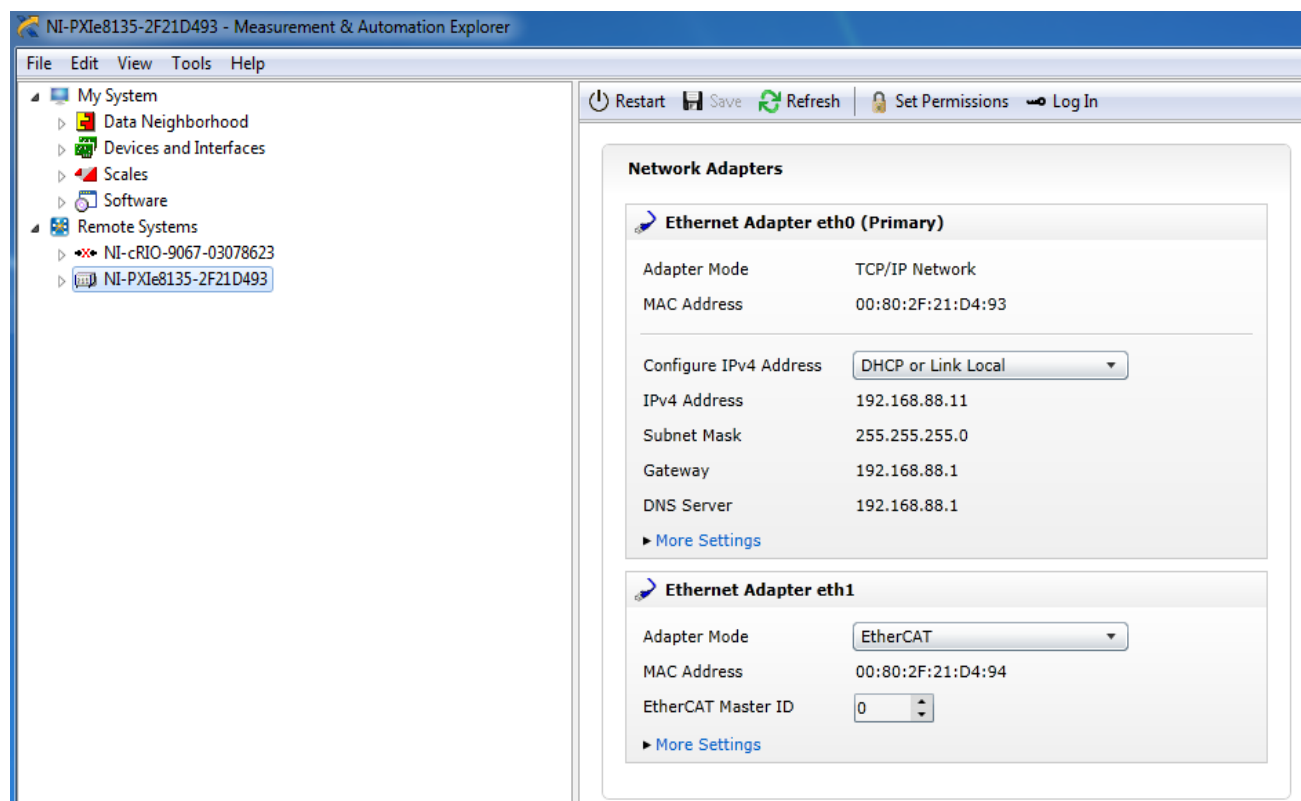 NI-PXIe8135-2F21D493 - Measurement & Automation Explorer
File Edit View Tools Help
My System
Data Neighborhood
Devices and Interfaces
Scales
Software
Remote Systems
NI-cRIO-9067-03078623
NI-PXIe8135-2F21D493
Restart Save Refresh Set Permissions Log In
Network Adapters
Ethernet Adapter eth0 (Primary)
Adapter Mode TCP/IP Network
MAC Address 00:80:2F:21:D4:93
Configure IPv4 Address DHCP or Link Local
IPv4 Address 192.168.88.11
Subnet Mask 255.255.255.0
Gateway 192.168.88.1
DNS Server 192.168.88.1
More Settings
Ethernet Adapter eth1
Adapter Mode EtherCAT
MAC Address 00:80:2F:21:D4:94
EtherCAT Master ID 0
More Settings